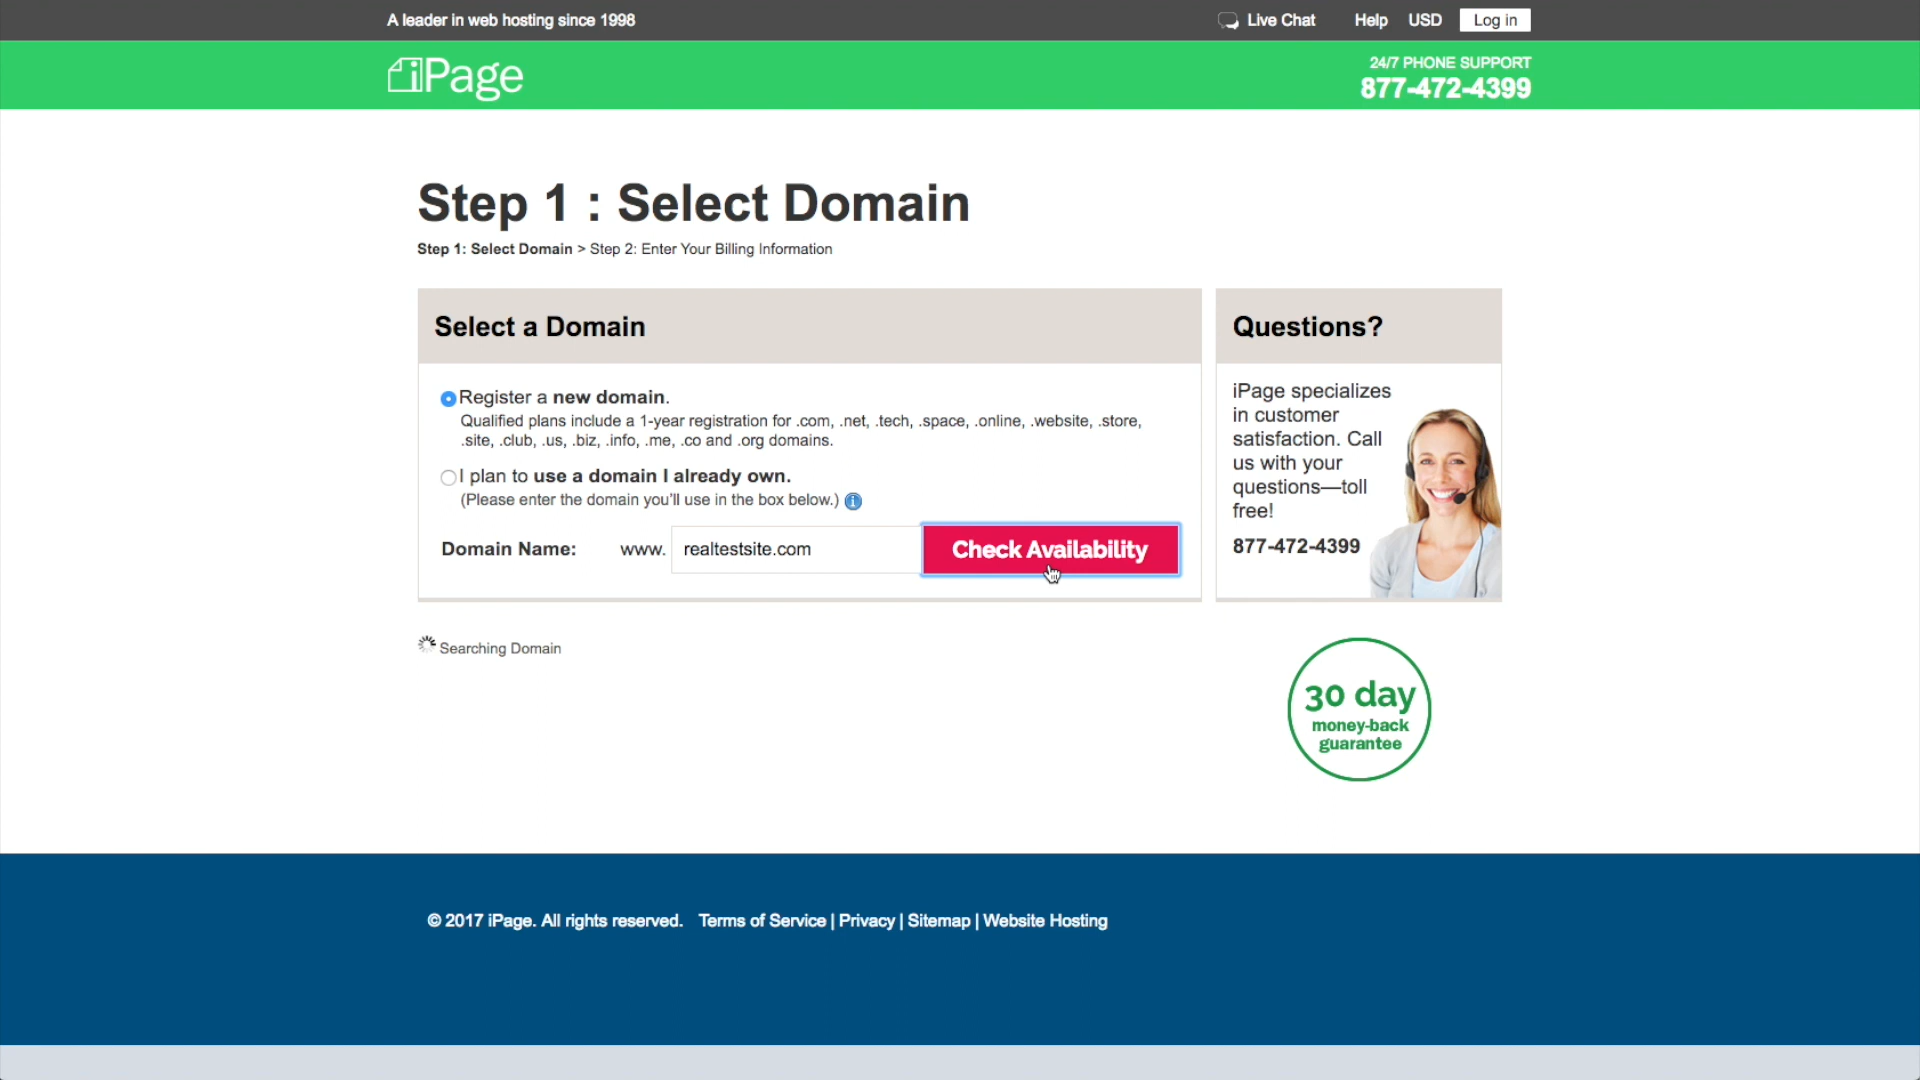 A leader in web hosting since 1998
Live Chat Help USD Log in
iPage
24/7 PHONE SUPPORT
877-472-4399
Step 1 : Select Domain
Step 1: Select Domain > Step 2: Enter Your Billing Information
Select a Domain
Register a new domain.
Qualified plans include a 1-year registration for .com, .net, .tech, .space, .online, .website, .store,
.site, .club, .us, .biz, .info, .me, .co and .org domains.
I plan to use a domain I already own.
(Please enter the domain you'll use in the box below.)
Domain Name: www. realtestsite.com Check Availability
Searching Domain
Questions?
iPage specializes
in customer
satisfaction. Call
us with your
questions—toll
free!
877-472-4399
30 day
money-back
guarantee
© 2017 iPage. All rights reserved. Terms of Service | Privacy | Sitemap | Website Hosting